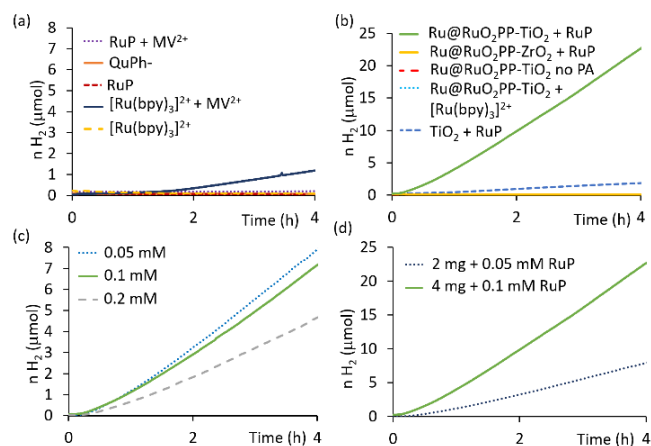 (a)
n H₂ (µmol)
8
7
6
5
4
3
2
1
0
RuP + MV²⁺
QuPh-
RuP
[Ru(bpy)₃]²⁺ + MV²⁺
[Ru(bpy)₃]²⁺
0
2
4
Time (h)
(b)
n H₂ (µmol)
25
20
15
10
5
0
Ru@RuO₂PP-TiO₂ + RuP
Ru@RuO₂PP-ZrO₂ + RuP
Ru@RuO₂PP-TiO₂ no PA
Ru@RuO₂PP-TiO₂ +
[Ru(bpy)₃]²⁺
TiO₂ + RuP
0
2
4
Time (h)
(c)
n H₂ (µmol)
8
7
6
5
4
3
2
1
0
0.05 mM
0.1 mM
0.2 mM
0
2
4
Time (h)
(d)
n H₂ (µmol)
25
20
15
10
5
0
2 mg + 0.05 mM RuP
4 mg + 0.1 mM RuP
0
2
4
Time (h)